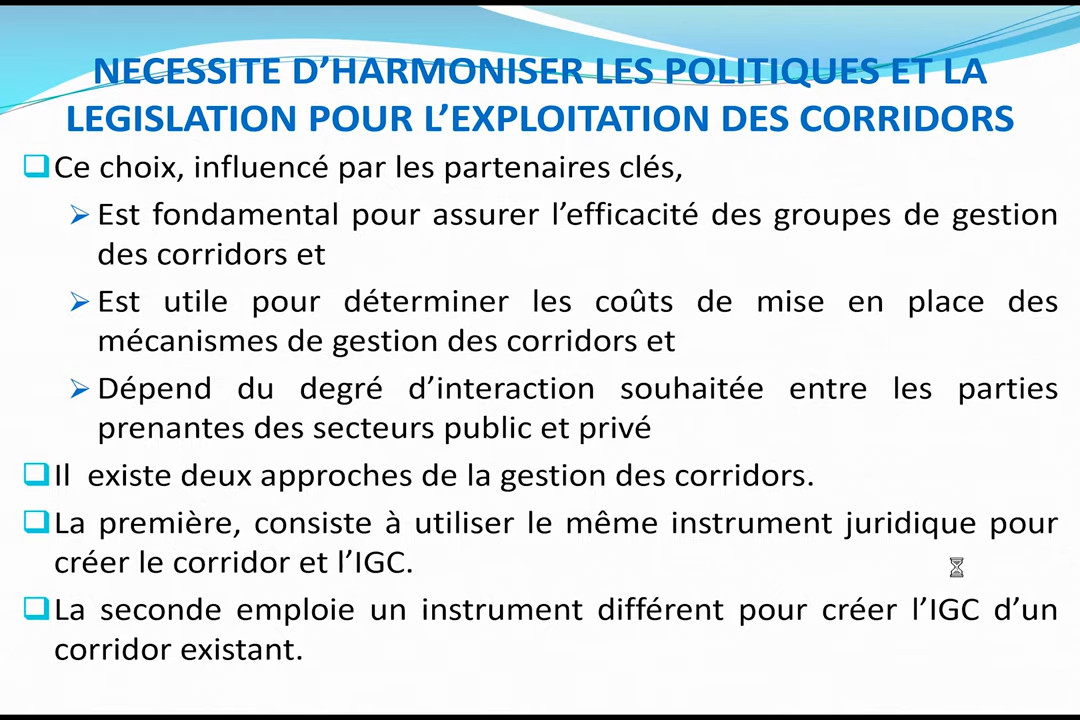 NECESSITE D’HARMONISER LES POLITIQUES ET LA
LEGISLATION POUR L’EXPLOITATION DES CORRIDORS
Ce choix, influencé par les partenaires clés,
Est fondamental pour assurer l’efficacité des groupes de gestion
des corridors et
Est utile pour déterminer les coûts de mise en place des
mécanismes de gestion des corridors et
Dépend du degré d’interaction souhaitée entre les parties
prenantes des secteurs public et privé
Il existe deux approches de la gestion des corridors.
La première, consiste à utiliser le même instrument juridique pour
créer le corridor et l’IGC.
La seconde emploie un instrument différent pour créer l’IGC d’un
corridor existant.